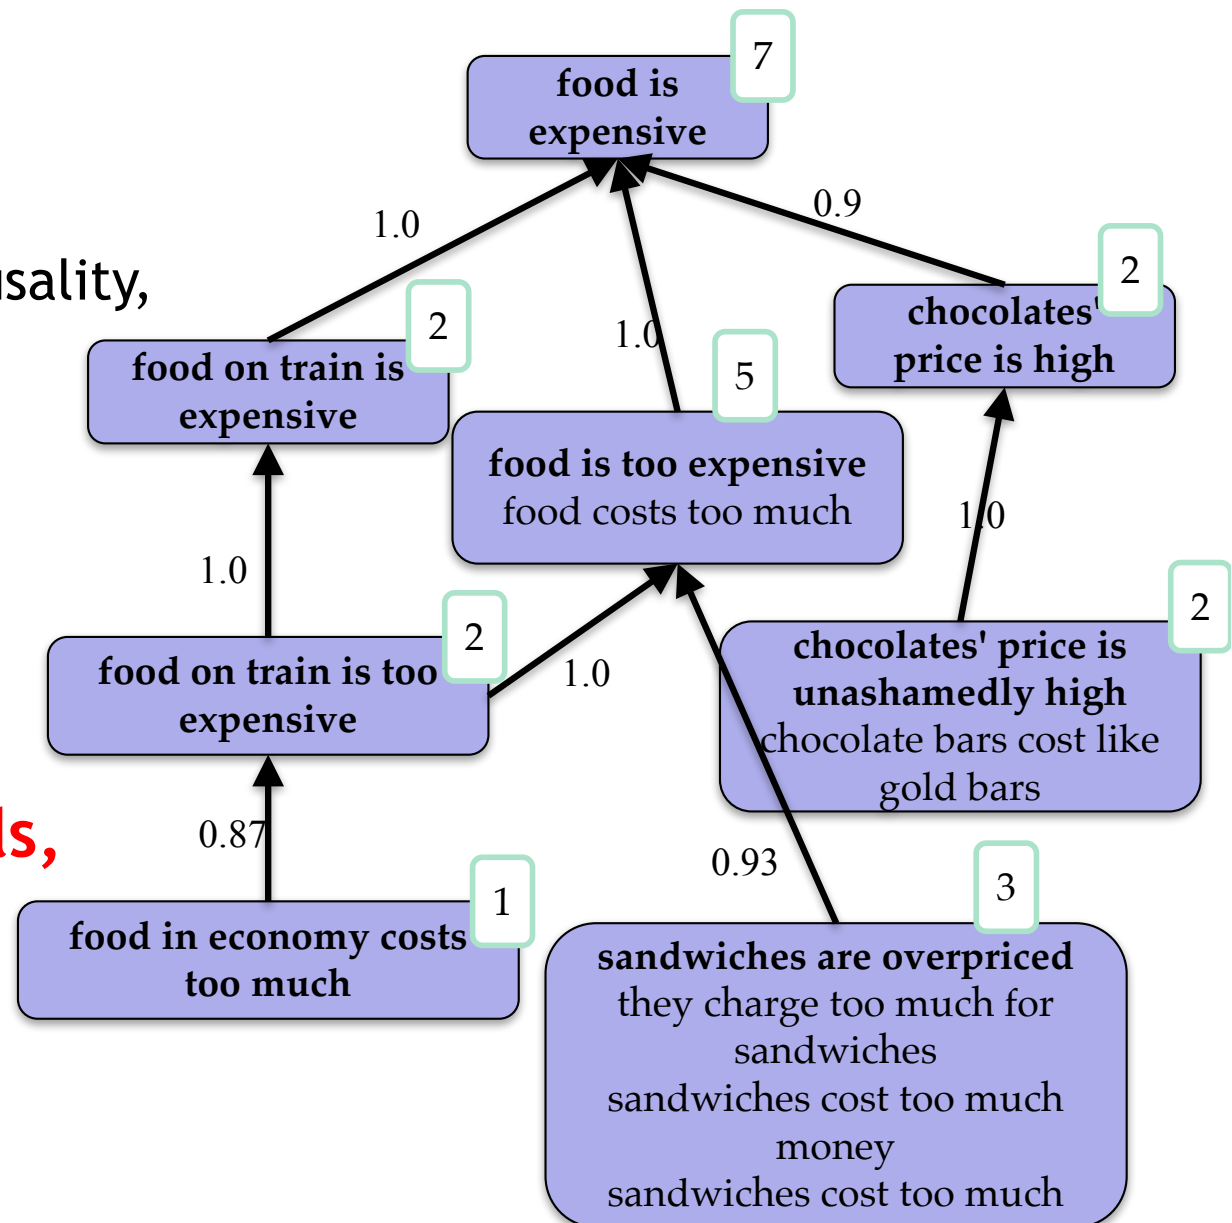 7
food is
expensive
1.0
0.9
usality,
2
food on train is
expensive
1.0
5
food is too expensive
food costs too much
2
chocolates'
price is high
1.0
1.0
2
food on train is too
expensive
1.0
2
chocolates' price is
unashamedly high
chocolate bars cost like
gold bars
ls,
0.87
0.93
1
food in economy costs
too much
3
sandwiches are overpriced
they charge too much for
sandwiches
sandwiches cost too much
money
sandwiches cost too much